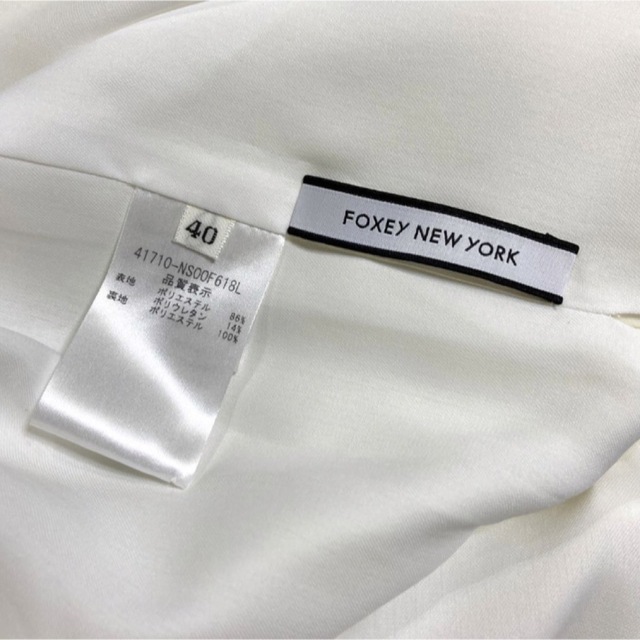 FOXEY NEW YORK
40
41710-NS00F618L
品質表示
表地 ポリエステル 86%
ポリウレタン 14%
裏地 ポリエステル 100%